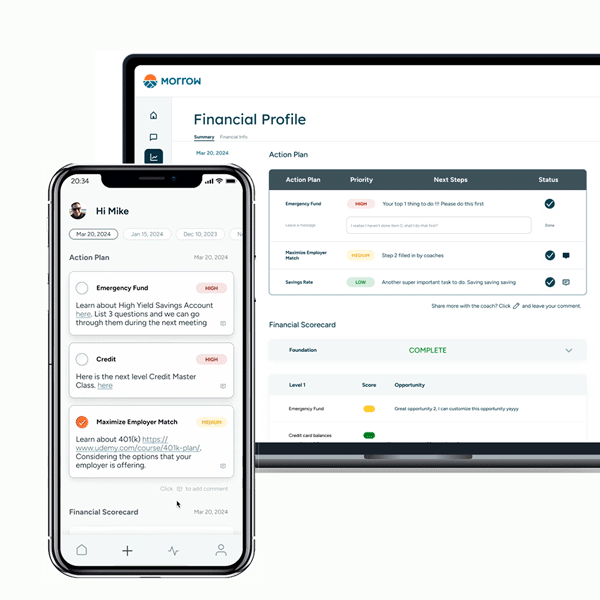 MORROW
Financial Profile
Summary Financial Info
Mar 20, 2024
Action Plan
Action Plan Priority Next Steps Status
Emergency Fund HIGH Your top 1 thing to do !!! Please do this first
Leave a message I realize I haven't done item D, shall I do that first? Done
Maximize Employer
Match
MEDIUM Step 2 filled in by coaches
Savings Rate LOW Another super important task to do. Saving saving saving
Share more with the coach? Click and leave your comment.
Financial Scorecard
Foundation COMPLETE
Level 1 Score Opportunity
Emergency Fund Great opportunity 2, I can customize this opportunity yayyy
Credit card balances
20:34
Hi Mike
Mar 20, 2024 Jan 15, 2024 Dec 10, 2023
Action Plan Mar 20, 2024
Emergency Fund HIGH
Learn about High Yield Savings Account
here. List 3 questions and we can go
through them during the next meeting
Credit HIGH
Here is the next level Credit Master
Class. here
Maximize Employer Match MEDIUM
Learn about 401(k) https://
www.udemy.com/course/401k-plan/.
Considering the options that your
employer is offering.
Click to add comment
Financial Scorecard Mar 20, 2024